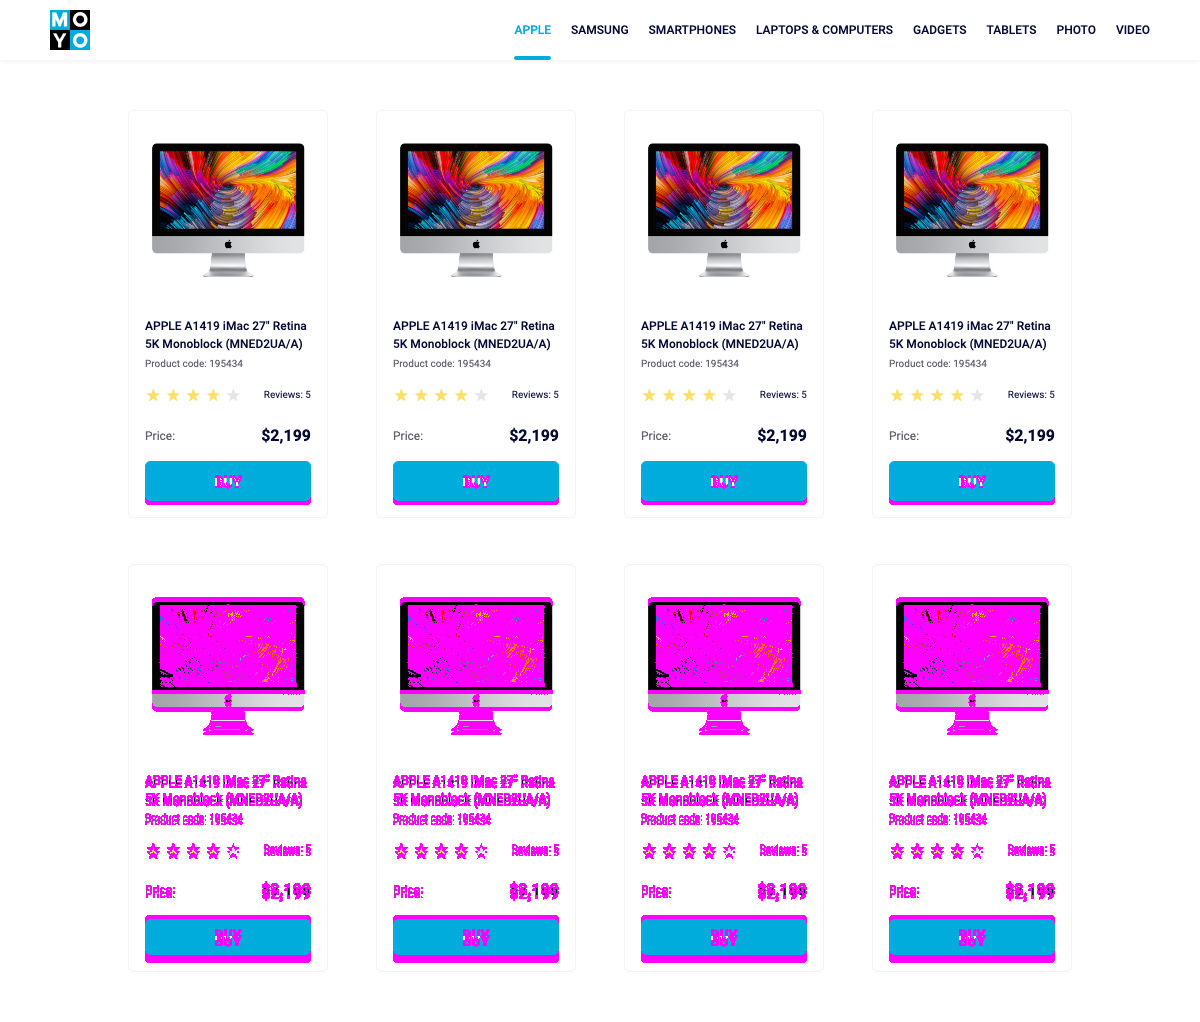 MO
YO
APPLE SAMSUNG SMARTPHONES LAPTOPS & COMPUTERS GADGETS TABLETS PHOTO VIDEO
APPLE A1419 iMac 27" Retina APPLE A1419 iMac 27" Retina APPLE A1419 iMac 27" Retina APPLE A1419 iMac 27" Retina
5K Monoblock (MNED2UA/A) 5K Monoblock (MNED2UA/A) 5K Monoblock (MNED2UA/A) 5K Monoblock (MNED2UA/A)
Product code: 195434 Product code: 195434 Product code: 195434 Product code: 195434
Reviews: 5 Reviews: 5 Reviews: 5 Reviews: 5
Price: $2,199 Price: $2,199 Price: $2,199 Price: $2,199
BUY BUY BUY BUY
APPLE A1419 iMac 27" Retina APPLE A1419 iMac 27" Retina APPLE A1419 iMac 27" Retina APPLE A1419 iMac 27" Retina
5K Monoblock (MNED2UA/A) 5K Monoblock (MNED2UA/A) 5K Monoblock (MNED2UA/A) 5K Monoblock (MNED2UA/A)
Product code: 195434 Product code: 195434 Product code: 195434 Product code: 195434
Reviews: 5 Reviews: 5 Reviews: 5 Reviews: 5
Price: $2,199 Price: $2,199 Price: $2,199 Price: $2,199
BUY BUY BUY BUY